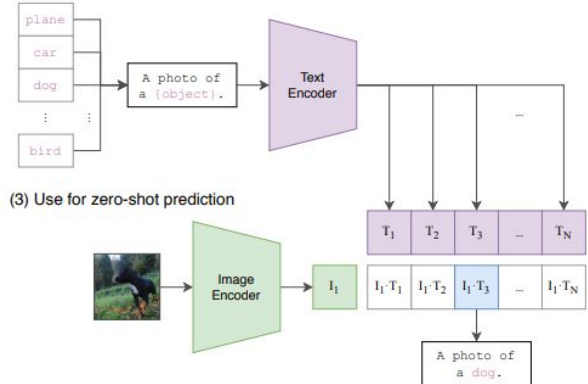 plane
car
dog
⋮ ⋮
bird
A photo of
a {object}.
Text
Encoder
...
(3) Use for zero-shot prediction
T1 T2 T3 ... TN
Image
Encoder
I1
I1·T1 I1·T2 I1·T3 ... I1·TN
A photo of
a dog.